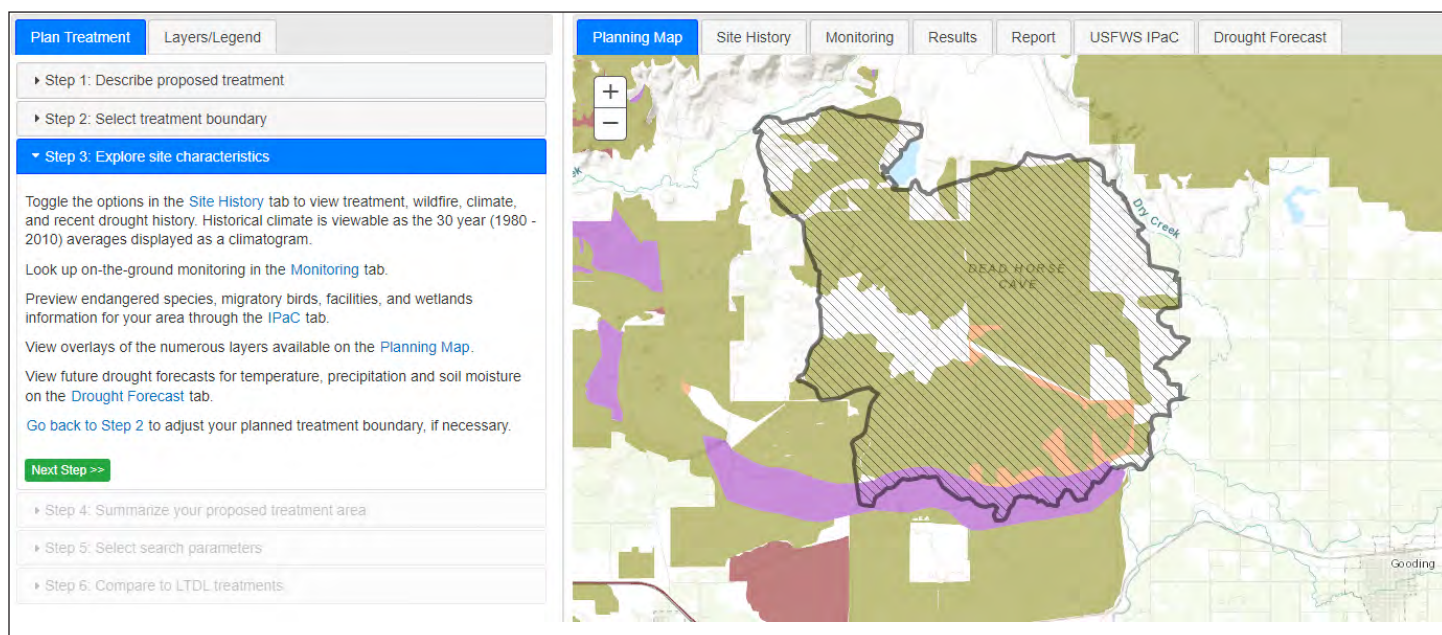 Plan Treatment
Layers/Legend
Step 1: Describe proposed treatment
Step 2: Select treatment boundary
Step 3: Explore site characteristics
Toggle the options in the Site History tab to view treatment, wildfire, climate,
and recent drought history. Historical climate is viewable as the 30 year (1980 -
2010) averages displayed as a climatogram.
Look up on-the-ground monitoring in the Monitoring tab.
Preview endangered species, migratory birds, facilities, and wetlands
information for your area through the IPaC tab.
View overlays of the numerous layers available on the Planning Map.
View future drought forecasts for temperature, precipitation and soil moisture
on the Drought Forecast tab.
Go back to Step 2 to adjust your planned treatment boundary, if necessary.
Next Step >>
Step 4: Summarize your proposed treatment area
Step 5: Select search parameters
Step 6: Compare to LTDL treatments
Planning Map
Site History
Monitoring
Results
Report
USFWS IPaC
Drought Forecast
+
−
Dry Creek
DEAD HORSE
CAVE
Gooding